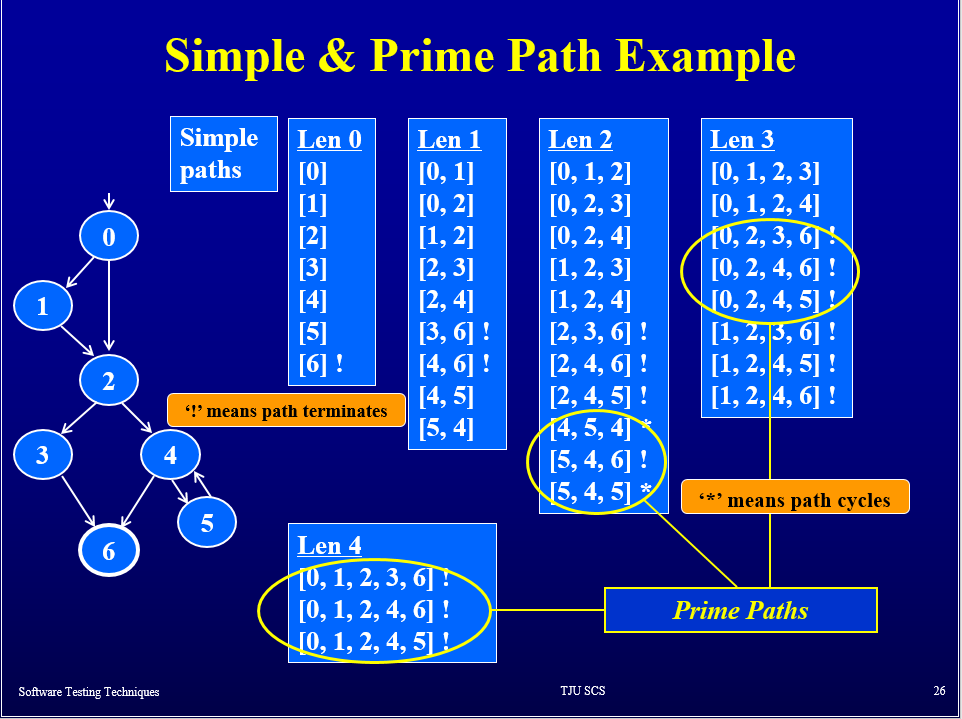 Simple & Prime Path Example
Simple
paths
Len 0
[0]
[1]
[2]
[3]
[4]
[5]
[6] !
Len 1
[0, 1]
[0, 2]
[1, 2]
[2, 3]
[2, 4]
[3, 6] !
[4, 6] !
[4, 5]
[5, 4]
Len 2
[0, 1, 2]
[0, 2, 3]
[0, 2, 4]
[1, 2, 3]
[1, 2, 4]
[2, 3, 6] !
[2, 4, 6] !
[2, 4, 5] !
[4, 5, 4] *
[5, 4, 6] !
[5, 4, 5] *
Len 3
[0, 1, 2, 3]
[0, 1, 2, 4]
[0, 2, 3, 6] !
[0, 2, 4, 6] !
[0, 2, 4, 5] !
[1, 2, 3, 6] !
[1, 2, 4, 5] !
[1, 2, 4, 6] !
0
1
2
3
4
5
6
‘!’ means path terminates
‘*’ means path cycles
Len 4
[0, 1, 2, 3, 6] !
[0, 1, 2, 4, 6] !
[0, 1, 2, 4, 5] !
Prime Paths
Software Testing Techniques
TJU SCS
26